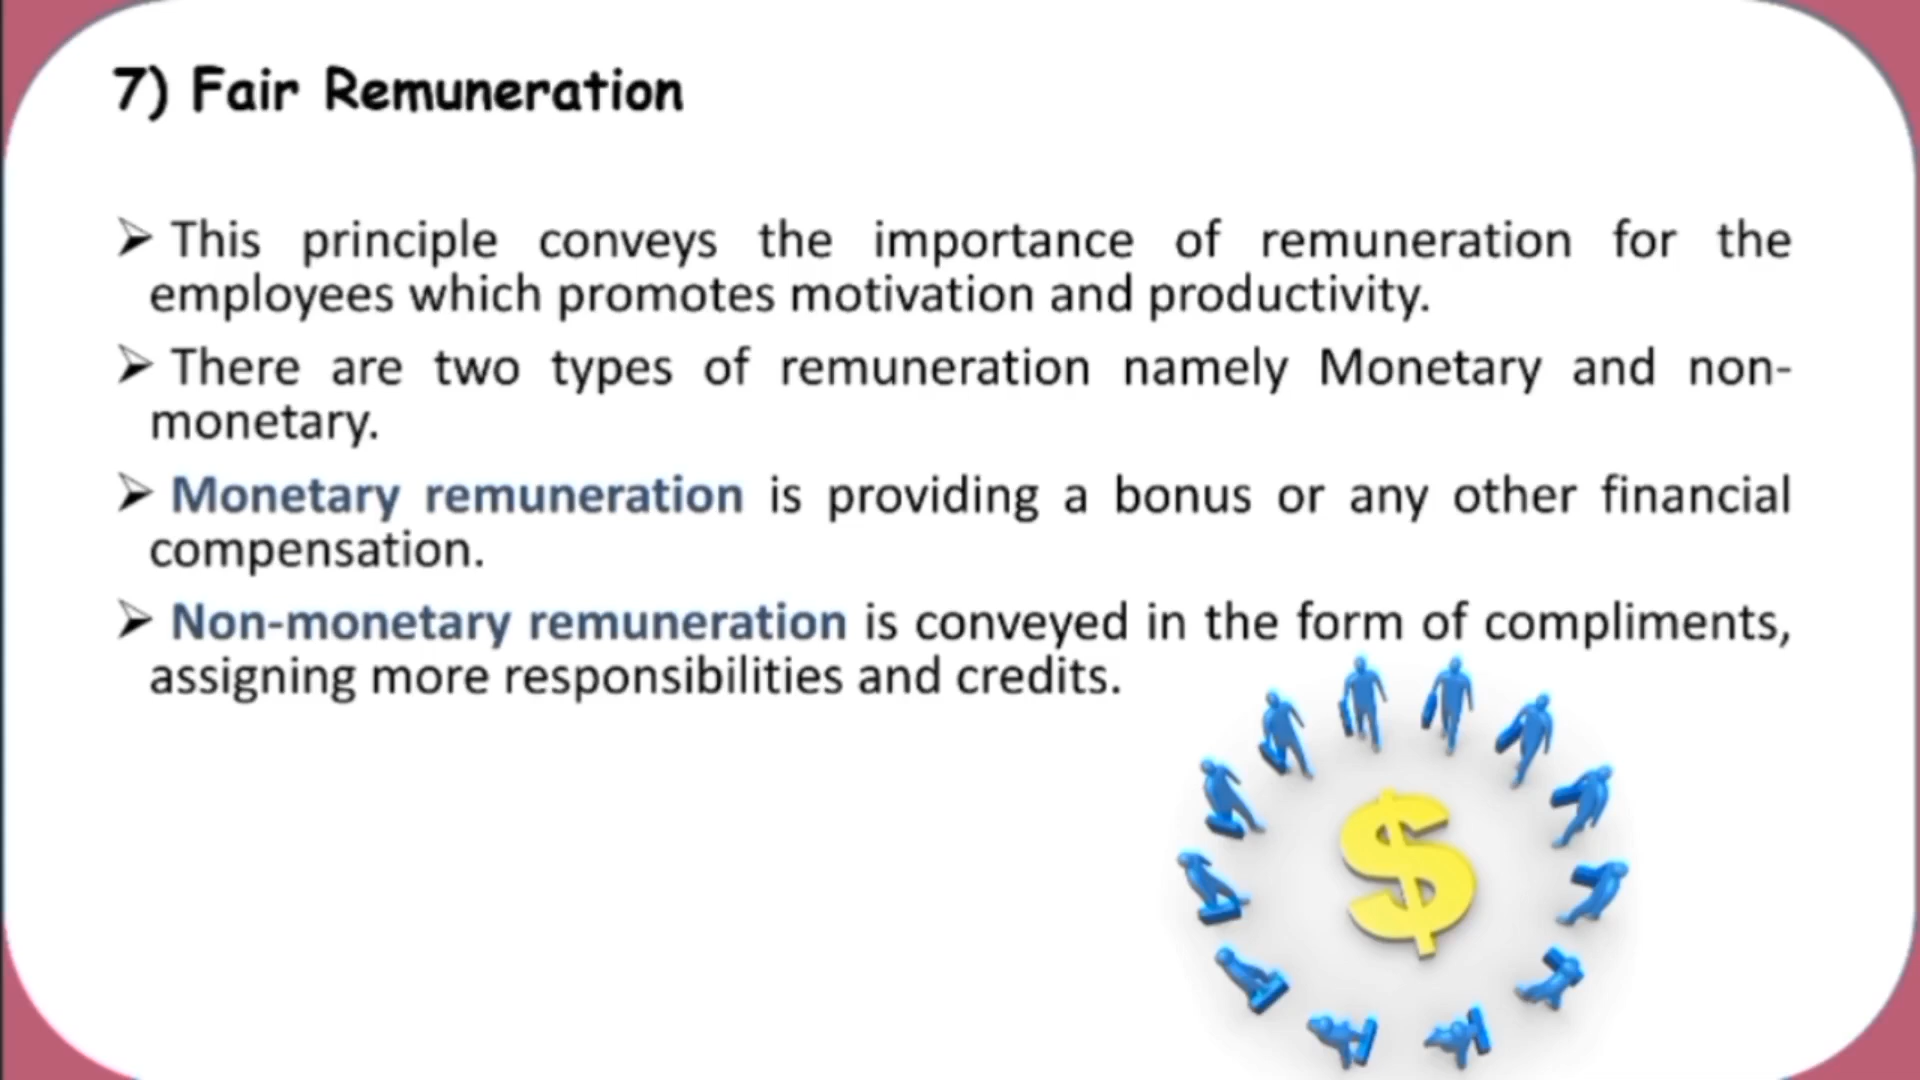 7) Fair Remuneration
➢ This principle conveys the importance of remuneration for the
employees which promotes motivation and productivity.
➢ There are two types of remuneration namely Monetary and non-
monetary.
➢ Monetary remuneration is providing a bonus or any other financial
compensation.
➢ Non-monetary remuneration is conveyed in the form of compliments,
assigning more responsibilities and credits.
$